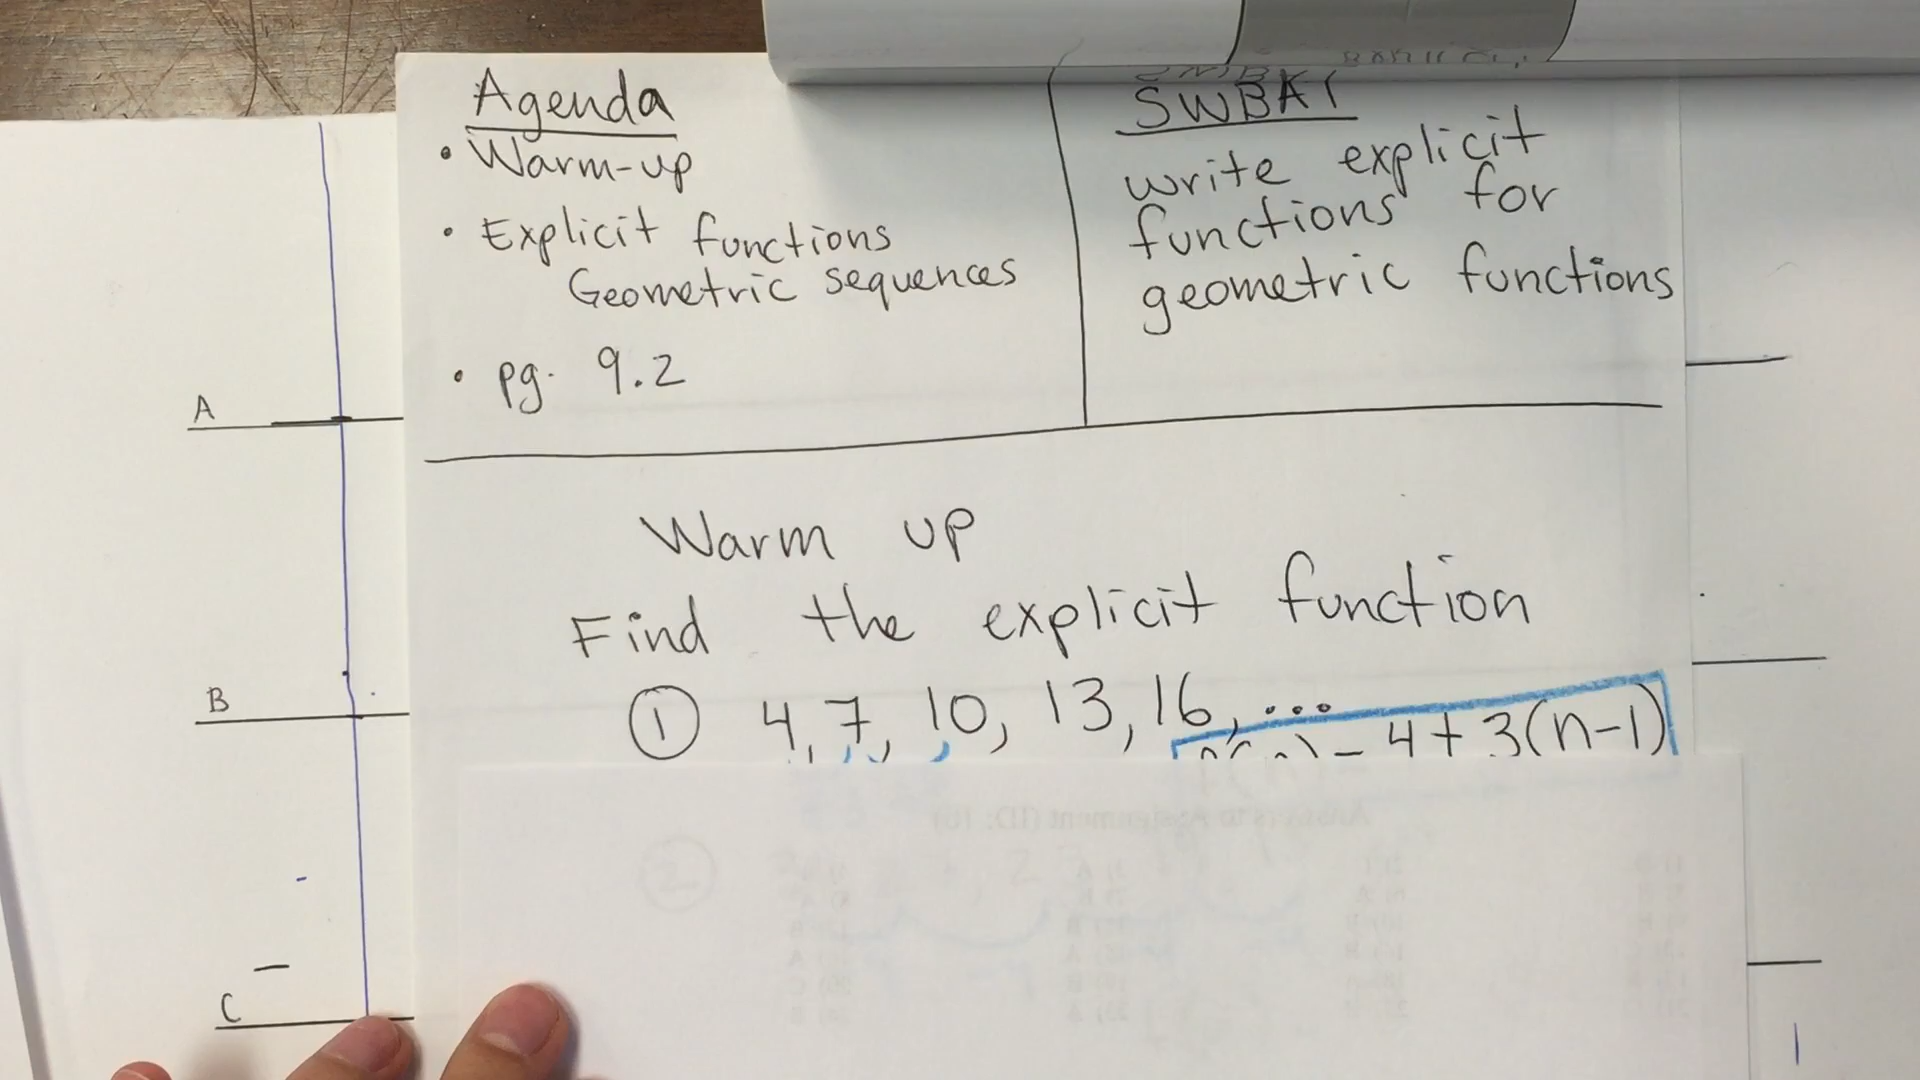 Agenda
• Warm-up
• Explicit functions
Geometric sequences
• pg. 9.2
SWBAT
write explicit
functions for
geometric functions
A
B
C
Warm up
Find the explicit function
① 4, 7, 10, 13, 16, ...
4+3(n-1)